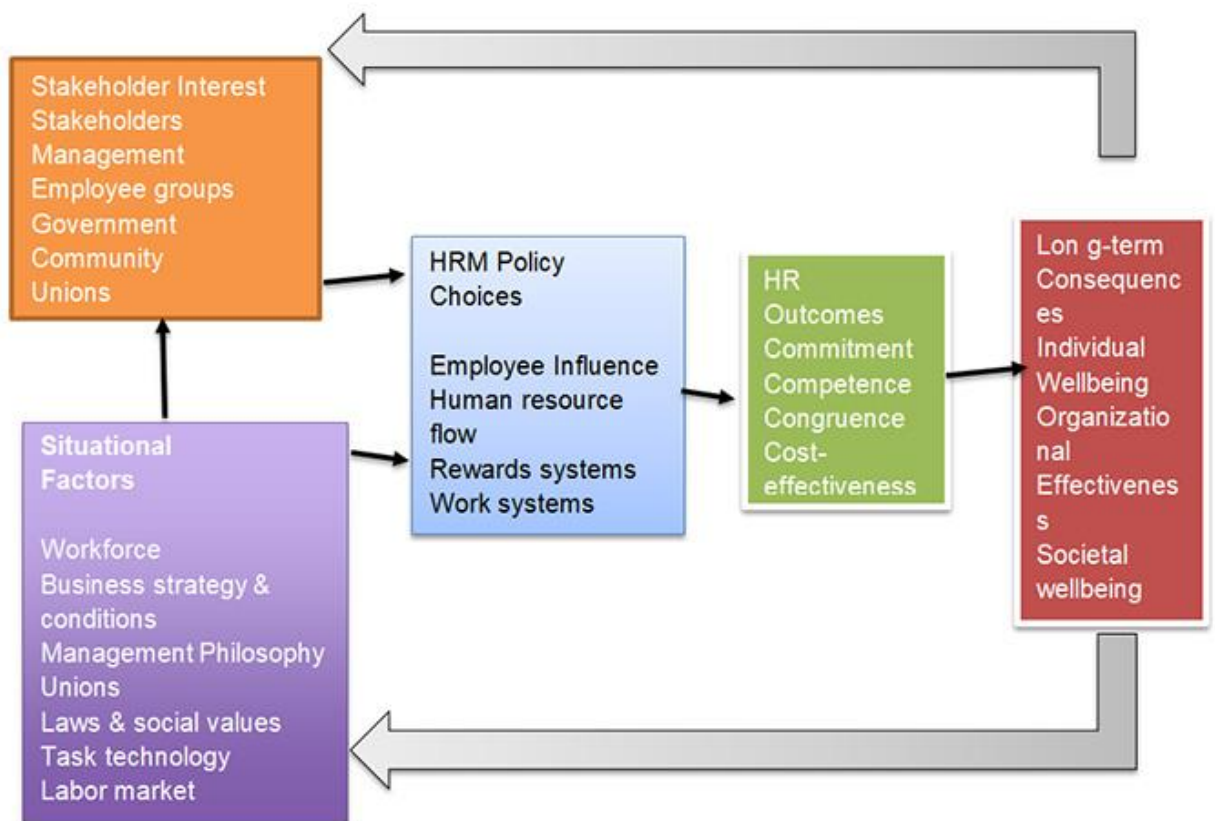 Stakeholder Interest
Stakeholders
Management
Employee groups
Government
Community
Unions
Situational
Factors
Workforce
Business strategy &
conditions
Management Philosophy
Unions
Laws & social values
Task technology
Labor market
HRM Policy
Choices
Employee Influence
Human resource
flow
Rewards systems
Work systems
HR
Outcomes
Commitment
Competence
Congruence
Cost-
effectiveness
Lon g-term
Consequenc
es
Individual
Wellbeing
Organizatio
nal
Effectivenes
s
Societal
wellbeing